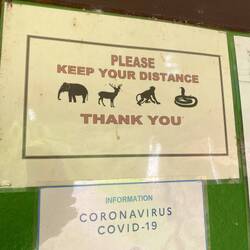 PLEASE
KEEP YOUR DISTANCE
THANK YOU
INFORMATION
CORONAVIRUS
COVID-19